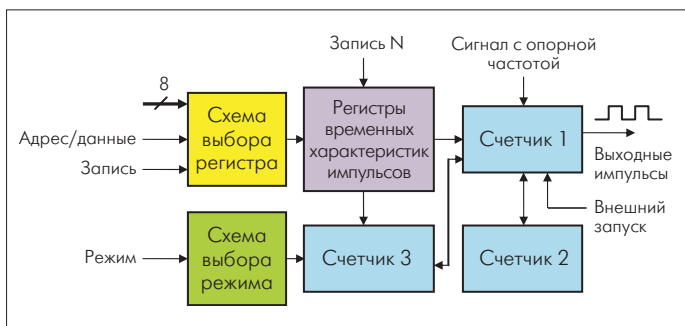 Запись N
Сигнал с опорной
частотой
8
Схема
выбора
регистра
Регистры
временных
характеристик
импульсов
Счетчик 1
Адрес/данные
Запись
Выходные
импульсы
Внешний
запуск
Режим
Схема
выбора
режима
Счетчик 3
Счетчик 2